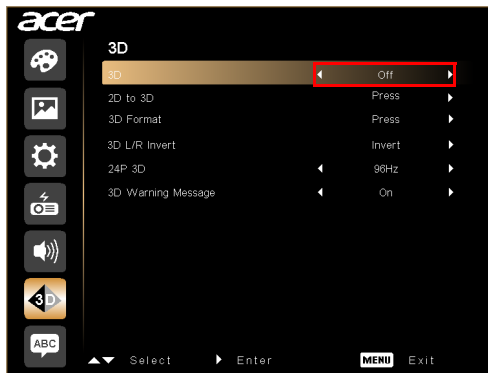 acer
3D
3D Off
2D to 3D Press
3D Format Press
3D L/R Invert Invert
24P 3D 96Hz
3D Warning Message On
3D
ABC
Select Enter MENU Exit